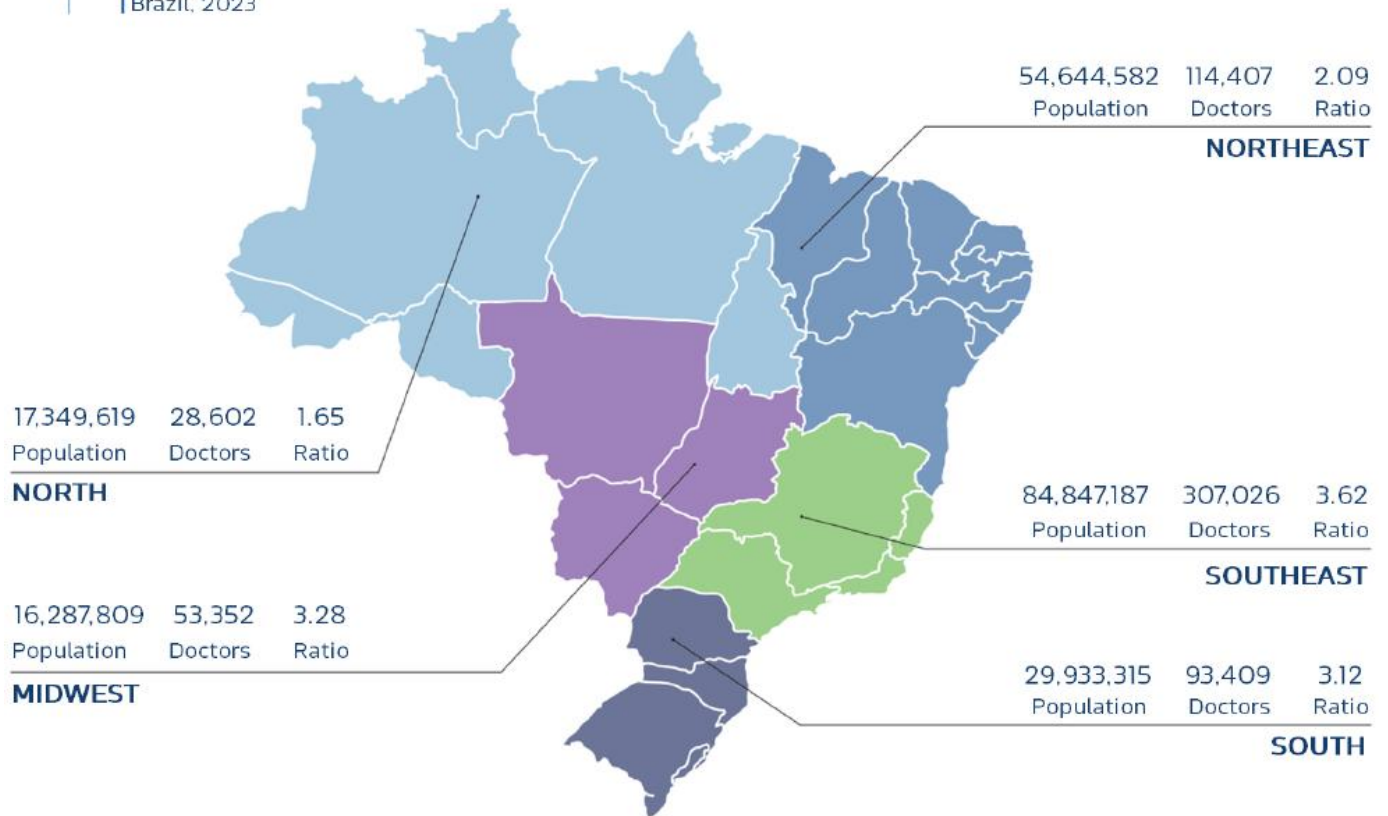 Brazil, 2023
54,644,582 114,407 2.09
Population Doctors Ratio
NORTHEAST
17,349,619 28,602 1.65
Population Doctors Ratio
NORTH
84,847,187 307,026 3.62
Population Doctors Ratio
SOUTHEAST
16,287,809 53,352 3.28
Population Doctors Ratio
MIDWEST
29,933,315 93,409 3.12
Population Doctors Ratio
SOUTH